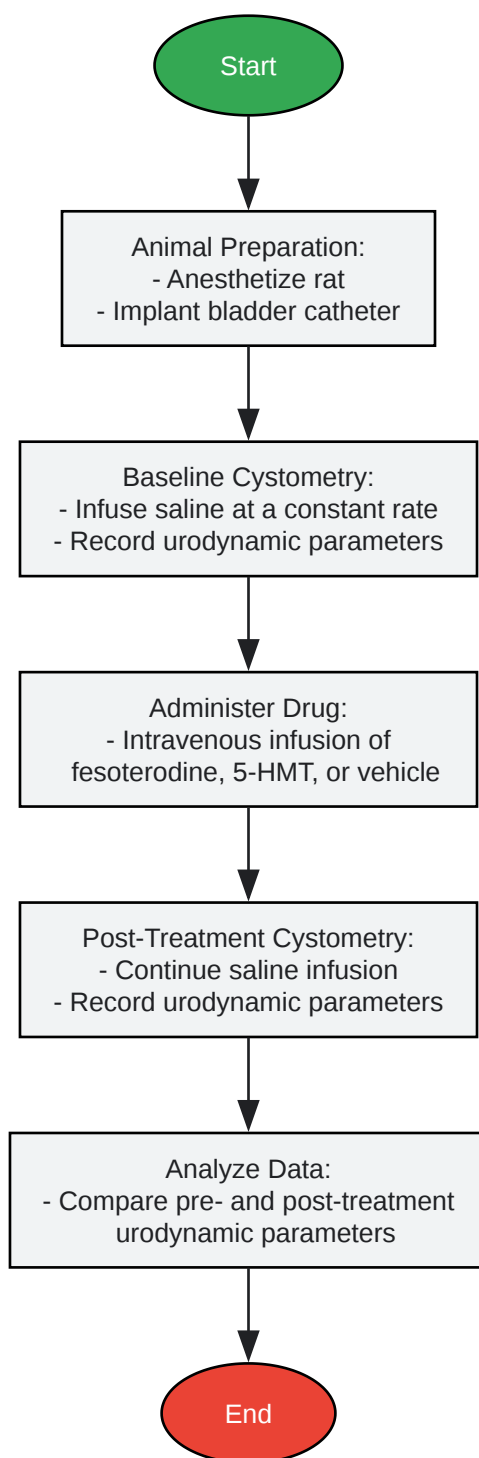 Start
Animal Preparation:
- Anesthetize rat
- Implant bladder catheter
Baseline Cystometry:
- Infuse saline at a constant rate
- Record urodynamic parameters
Administer Drug:
- Intravenous infusion of
fesoterodine, 5-HMT, or vehicle
Post-Treatment Cystometry:
- Continue saline infusion
- Record urodynamic parameters
Analyze Data:
- Compare pre- and post-treatment
urodynamic parameters
End